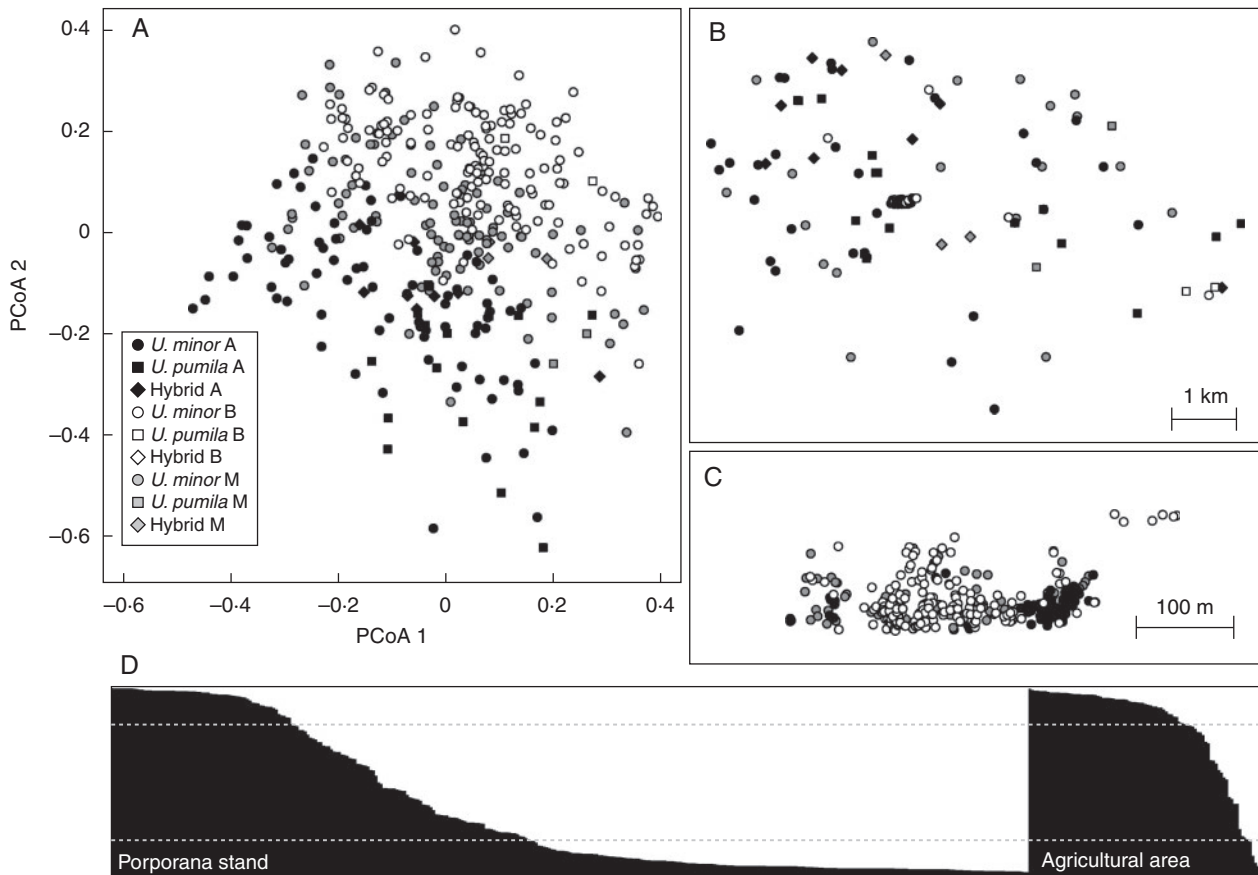 A
0·4
0.2
0
−0.2
−0.4
−0.6
PCoA 2
U. minor A
U. pumila A
Hybrid A
U. minor B
U. pumila B
Hybrid B
U. minor M
U. pumila M
Hybrid M
−0.6
−0.4
−0.2
0
0.2
0.4
PCoA 1
B
1 km
C
100 m
D
Porporana stand
Agricultural area